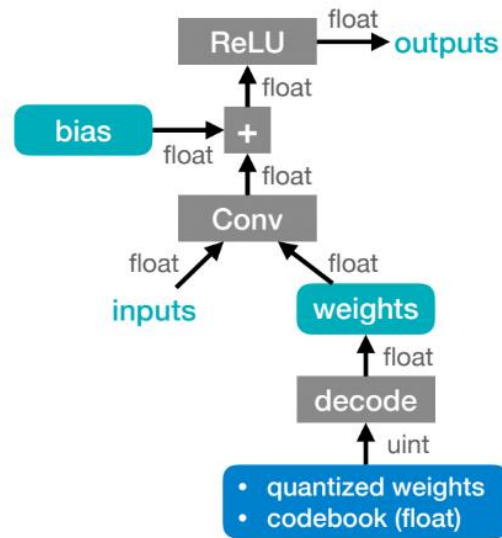 ReLU
float
outputs
float
bias
+
float
float
Conv
float
float
inputs
weights
float
decode
uint
• quantized weights
• codebook (float)